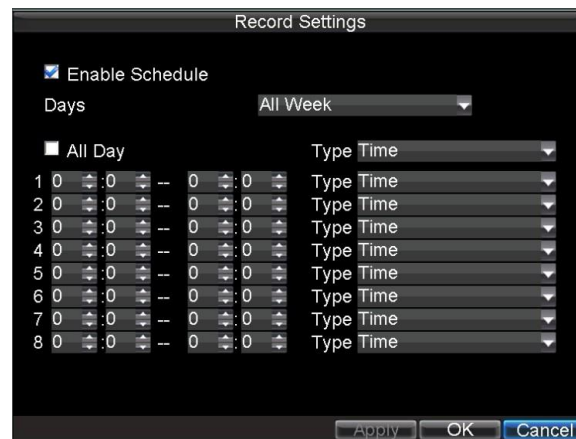 Record Settings
Enable Schedule
Days All Week
All Day Type Time
1 0 :0 -- 0 :0 Type Time
2 0 :0 -- 0 :0 Type Time
3 0 :0 -- 0 :0 Type Time
4 0 :0 -- 0 :0 Type Time
5 0 :0 -- 0 :0 Type Time
6 0 :0 -- 0 :0 Type Time
7 0 :0 -- 0 :0 Type Time
8 0 :0 -- 0 :0 Type Time
Apply OK Cancel